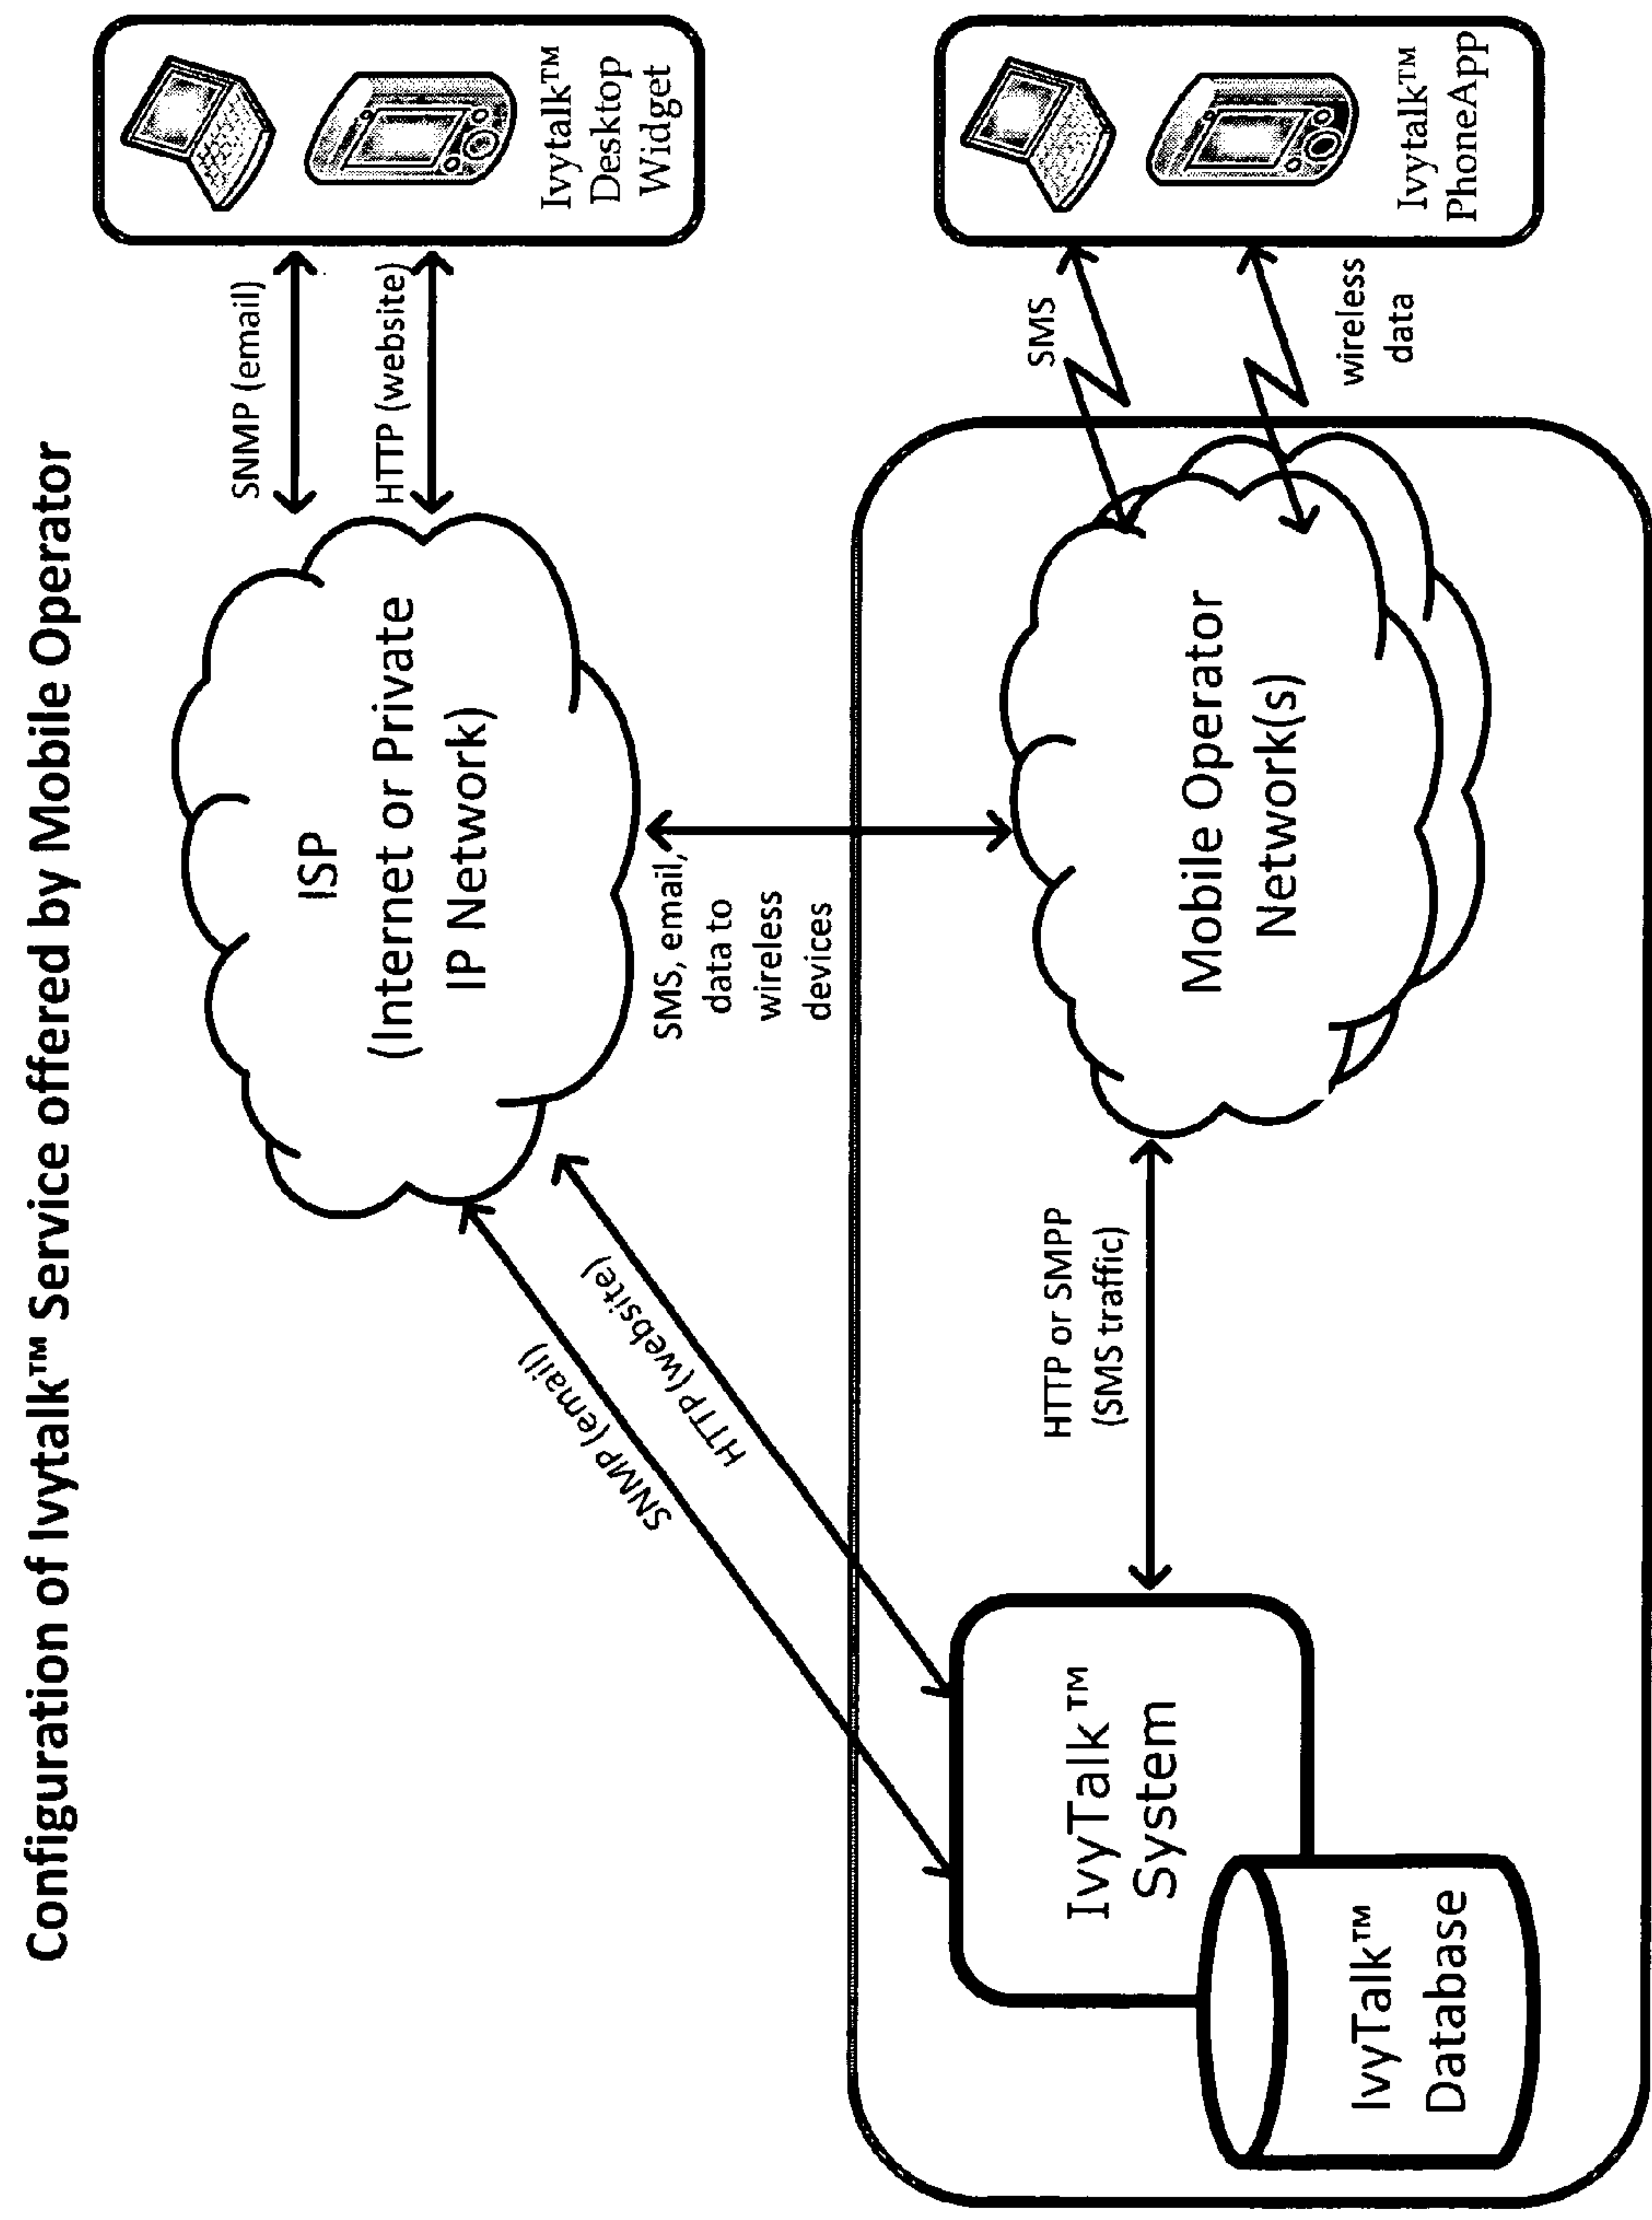 Configuration of Ivytalk™ Service offered by Mobile Operator
ISP
(Internet or Private
IP Network)
SNMP (email)
HTTP (website)
Ivytalk™
Desktop
Widget
SNMP (email)
HTTP (website)
SMS, email,
data to
wireless
devices
IvyTalk™
System
IvyTalk™
Database
HTTP or SMPP
(SMS traffic)
Mobile Operator
Network(s)
SMS
wireless
data
Ivytalk™
PhoneApp